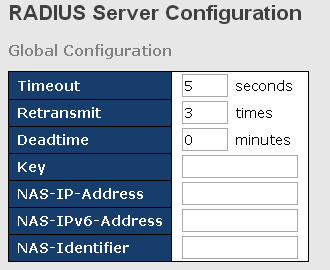 RADIUS Server Configuration
Global Configuration
Timeout 5 seconds
Retransmit 3 times
Deadtime 0 minutes
Key
NAS-IP-Address
NAS-IPv6-Address
NAS-Identifier